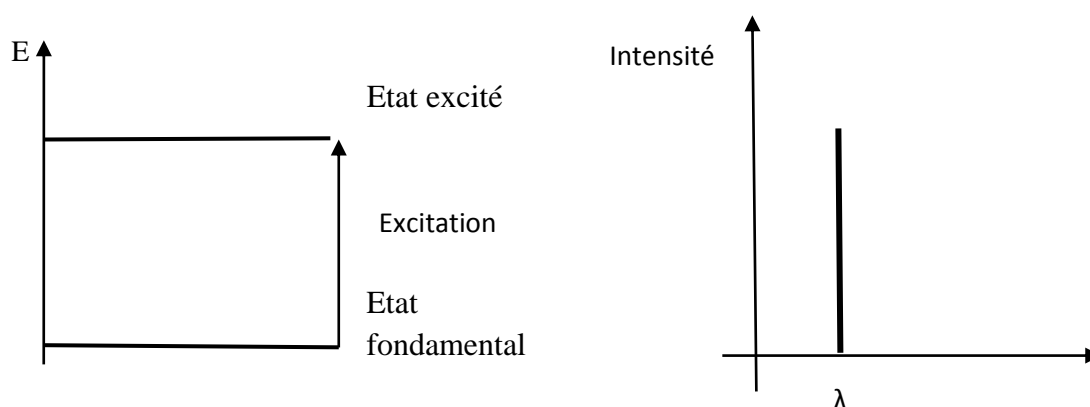 E
Etat excité
Excitation
Etat
fondamental
Intensité
λ